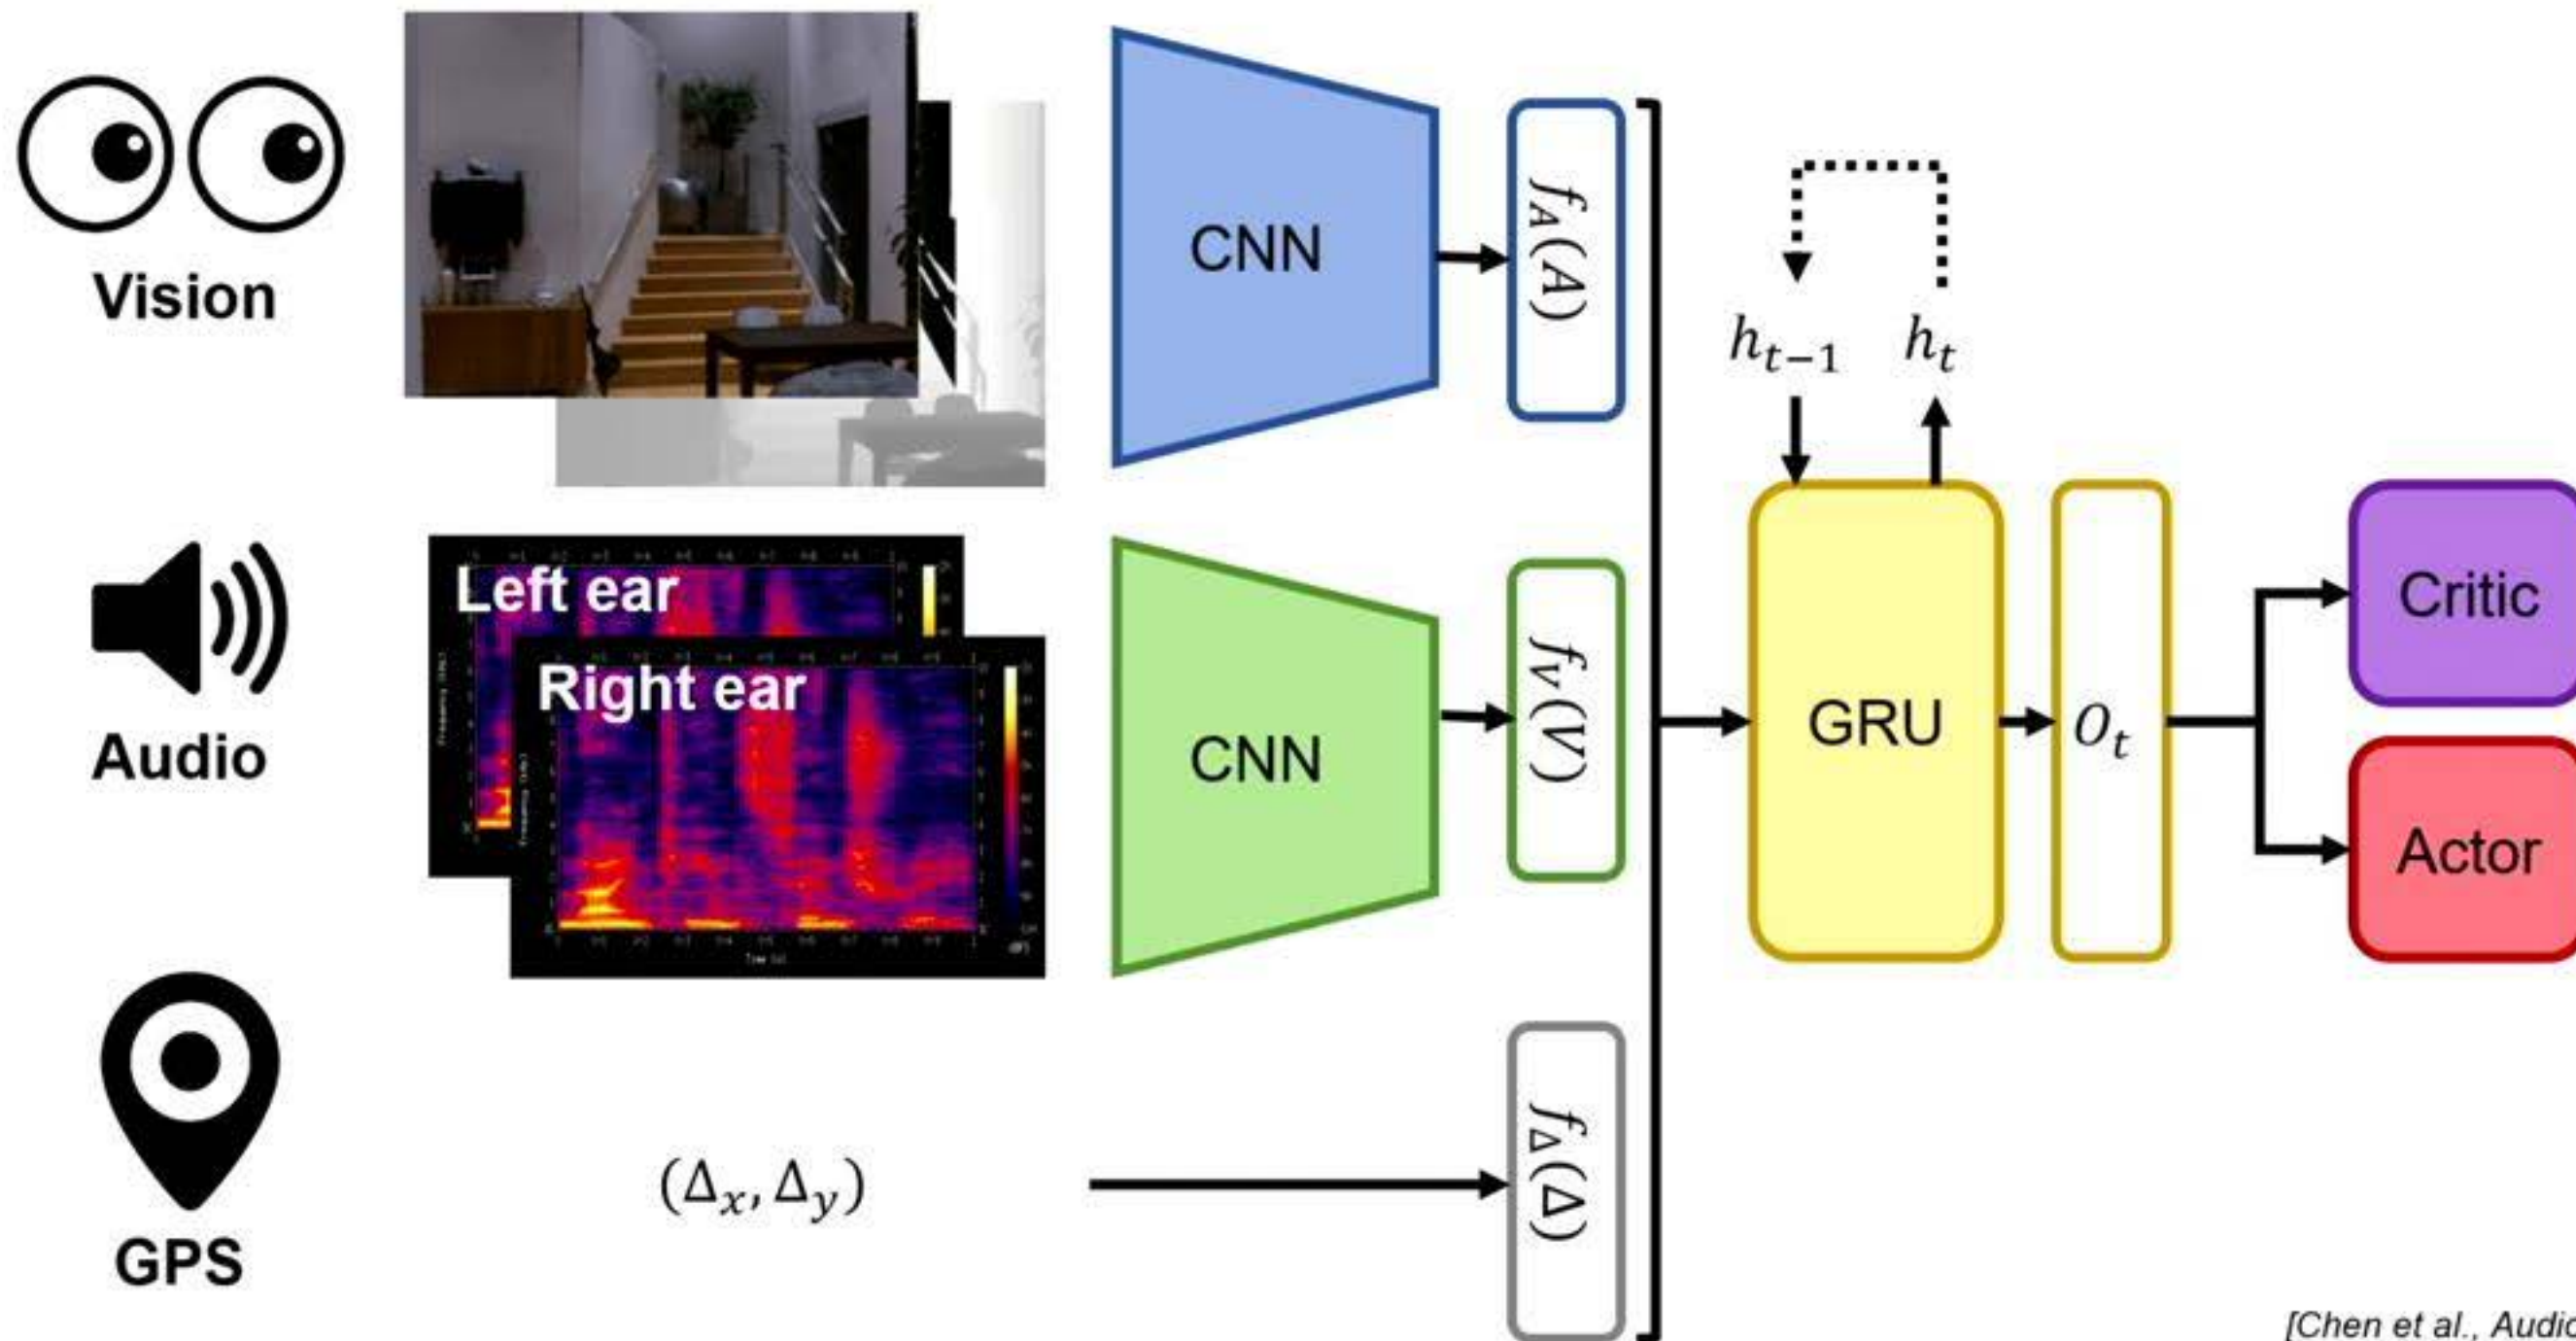 Vision
CNN
f_A(A)
h_{t-1}
h_t
Left ear
Right ear
Audio
CNN
f_V(V)
GRU
O_t
Critic
Actor
(Δ_x, Δ_y)
f_Δ(Δ)
GPS
[Chen et al., Audio